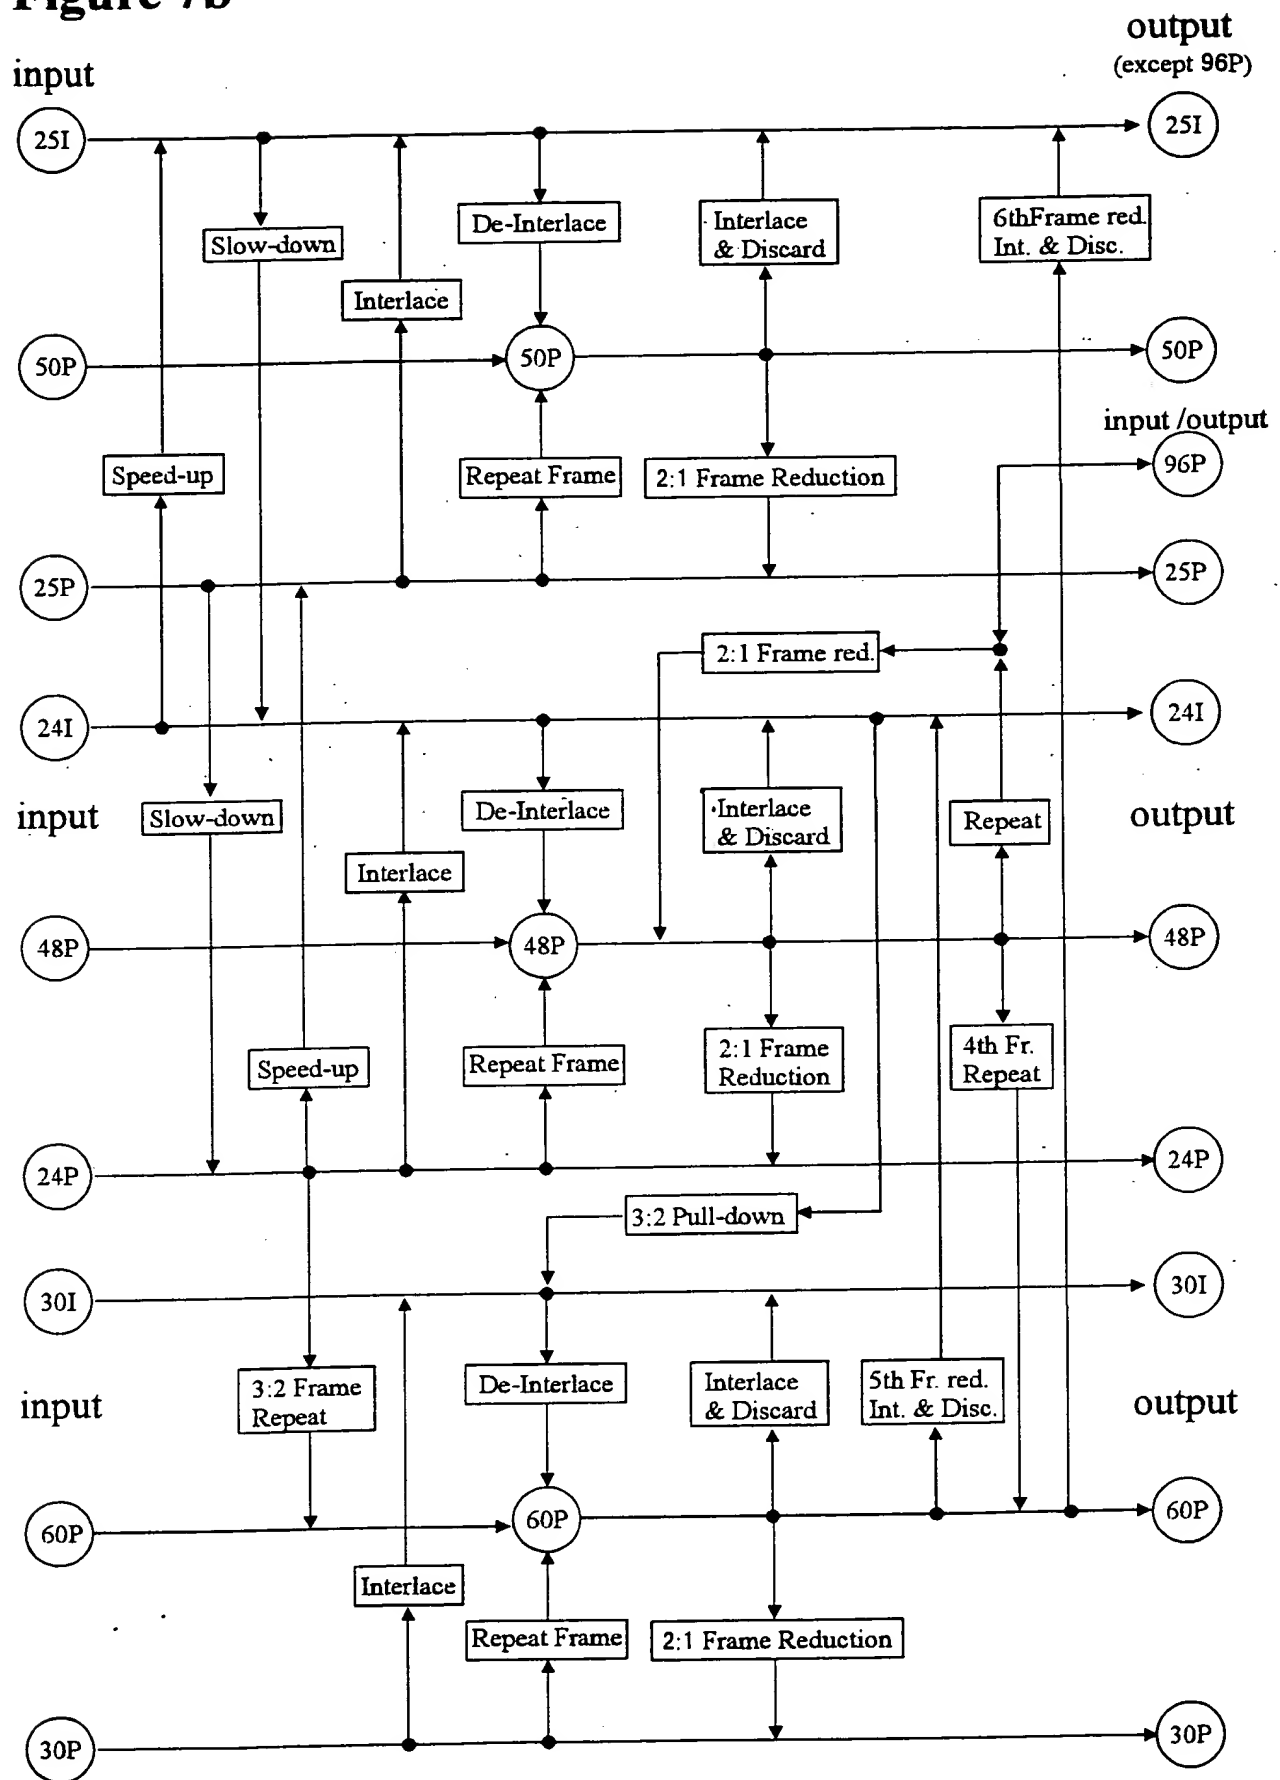 Figure 7b
output
(except 96P)
input
25I
25I
De-Interlace
Interlace
& Discard
6thFrame red.
Int. & Disc.
Slow-down
Interlace
50P
50P
50P
input /output
Speed-up
Repeat Frame
2:1 Frame Reduction
96P
25P
25P
2:1 Frame red.
24I
24I
input
Slow-down
De-Interlace
Interlace
& Discard
Repeat
output
Interlace
48P
48P
48P
Speed-up
Repeat Frame
2:1 Frame
Reduction
4th Fr.
Repeat
24P
24P
3:2 Pull-down
30I
30I
input
3:2 Frame
Repeat
De-Interlace
Interlace
& Discard
5th Fr. red.
Int. & Disc.
output
60P
60P
60P
Interlace
Repeat Frame
2:1 Frame Reduction
30P
30P